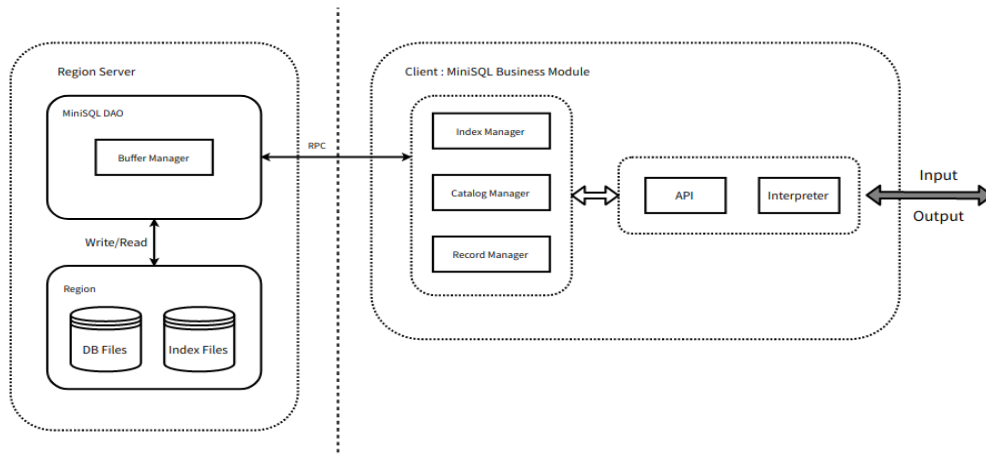 Region Server
MiniSQL DAO
Buffer Manager
Write/Read
Region
DB Files
Index Files
RPC
Client : MiniSQL Business Module
Index Manager
Catalog Manager
Record Manager
API
Interpreter
Input
Output